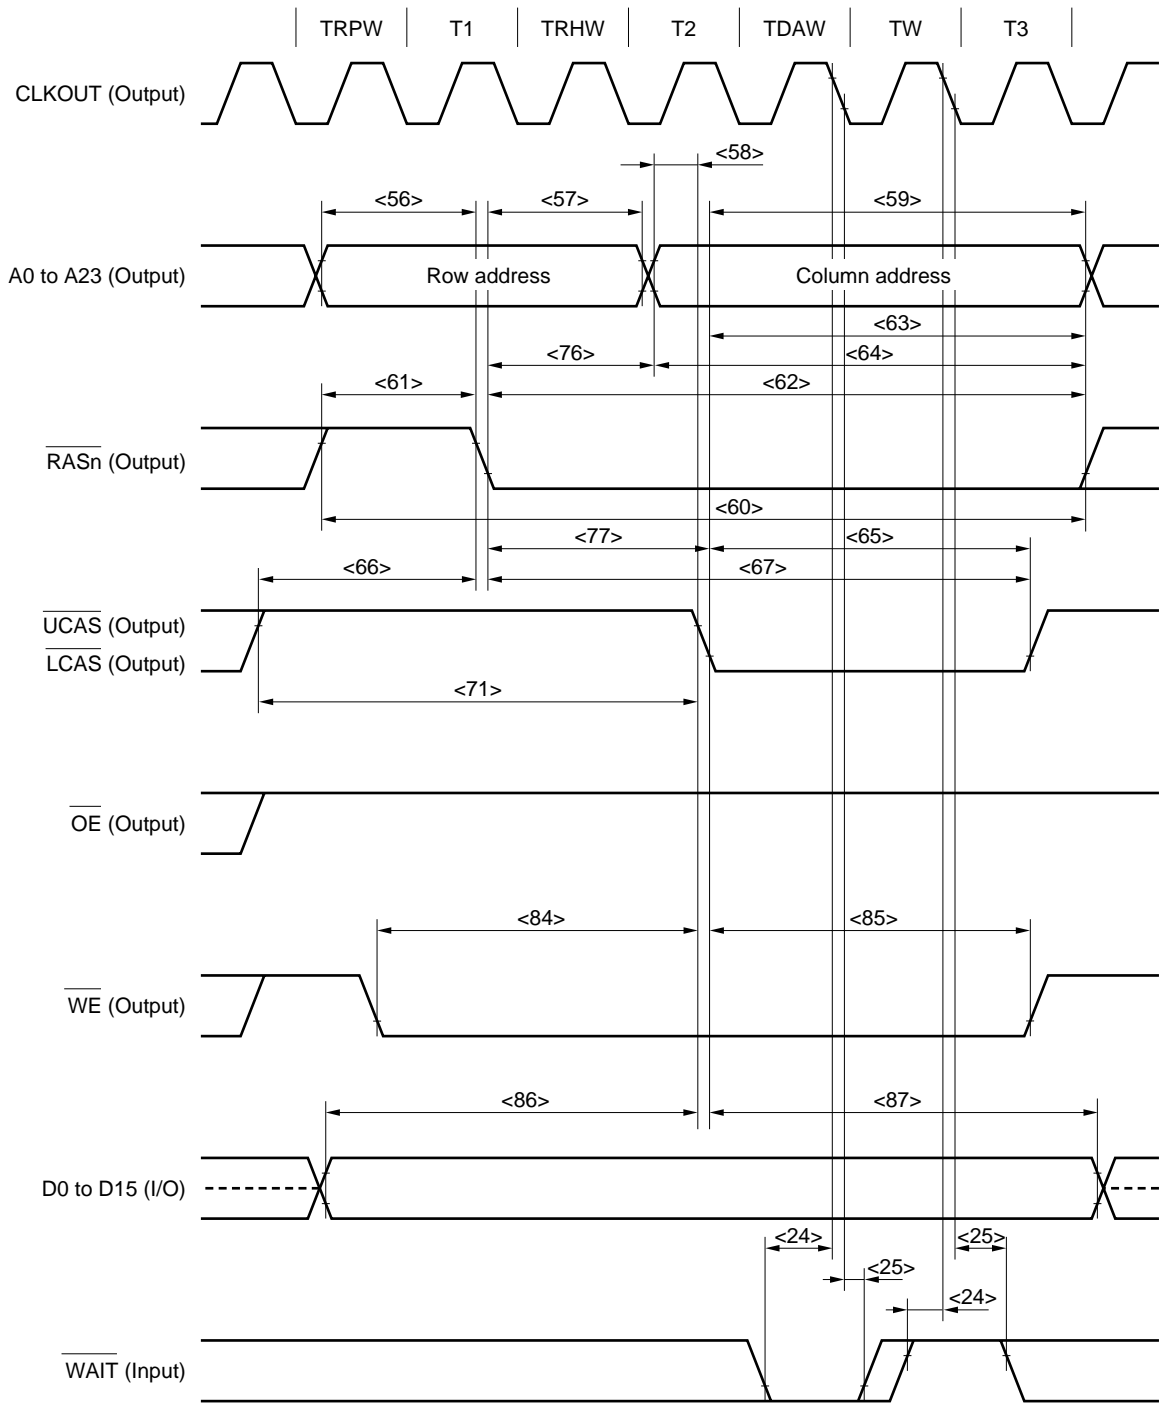 TRPW T1 TRHW T2 TDAW TW T3
CLKOUT (Output)
<58>
<56> <57> <59>
A0 to A23 (Output) Row address Column address
<63>
<76> <64>
<61> <62>
RASn (Output)
<60>
<77> <65>
<66> <67>
UCAS (Output)
LCAS (Output)
<71>
OE (Output)
<84> <85>
WE (Output)
<86> <87>
D0 to D15 (I/O)
<24> <25>
<25>
<24>
WAIT (Input)